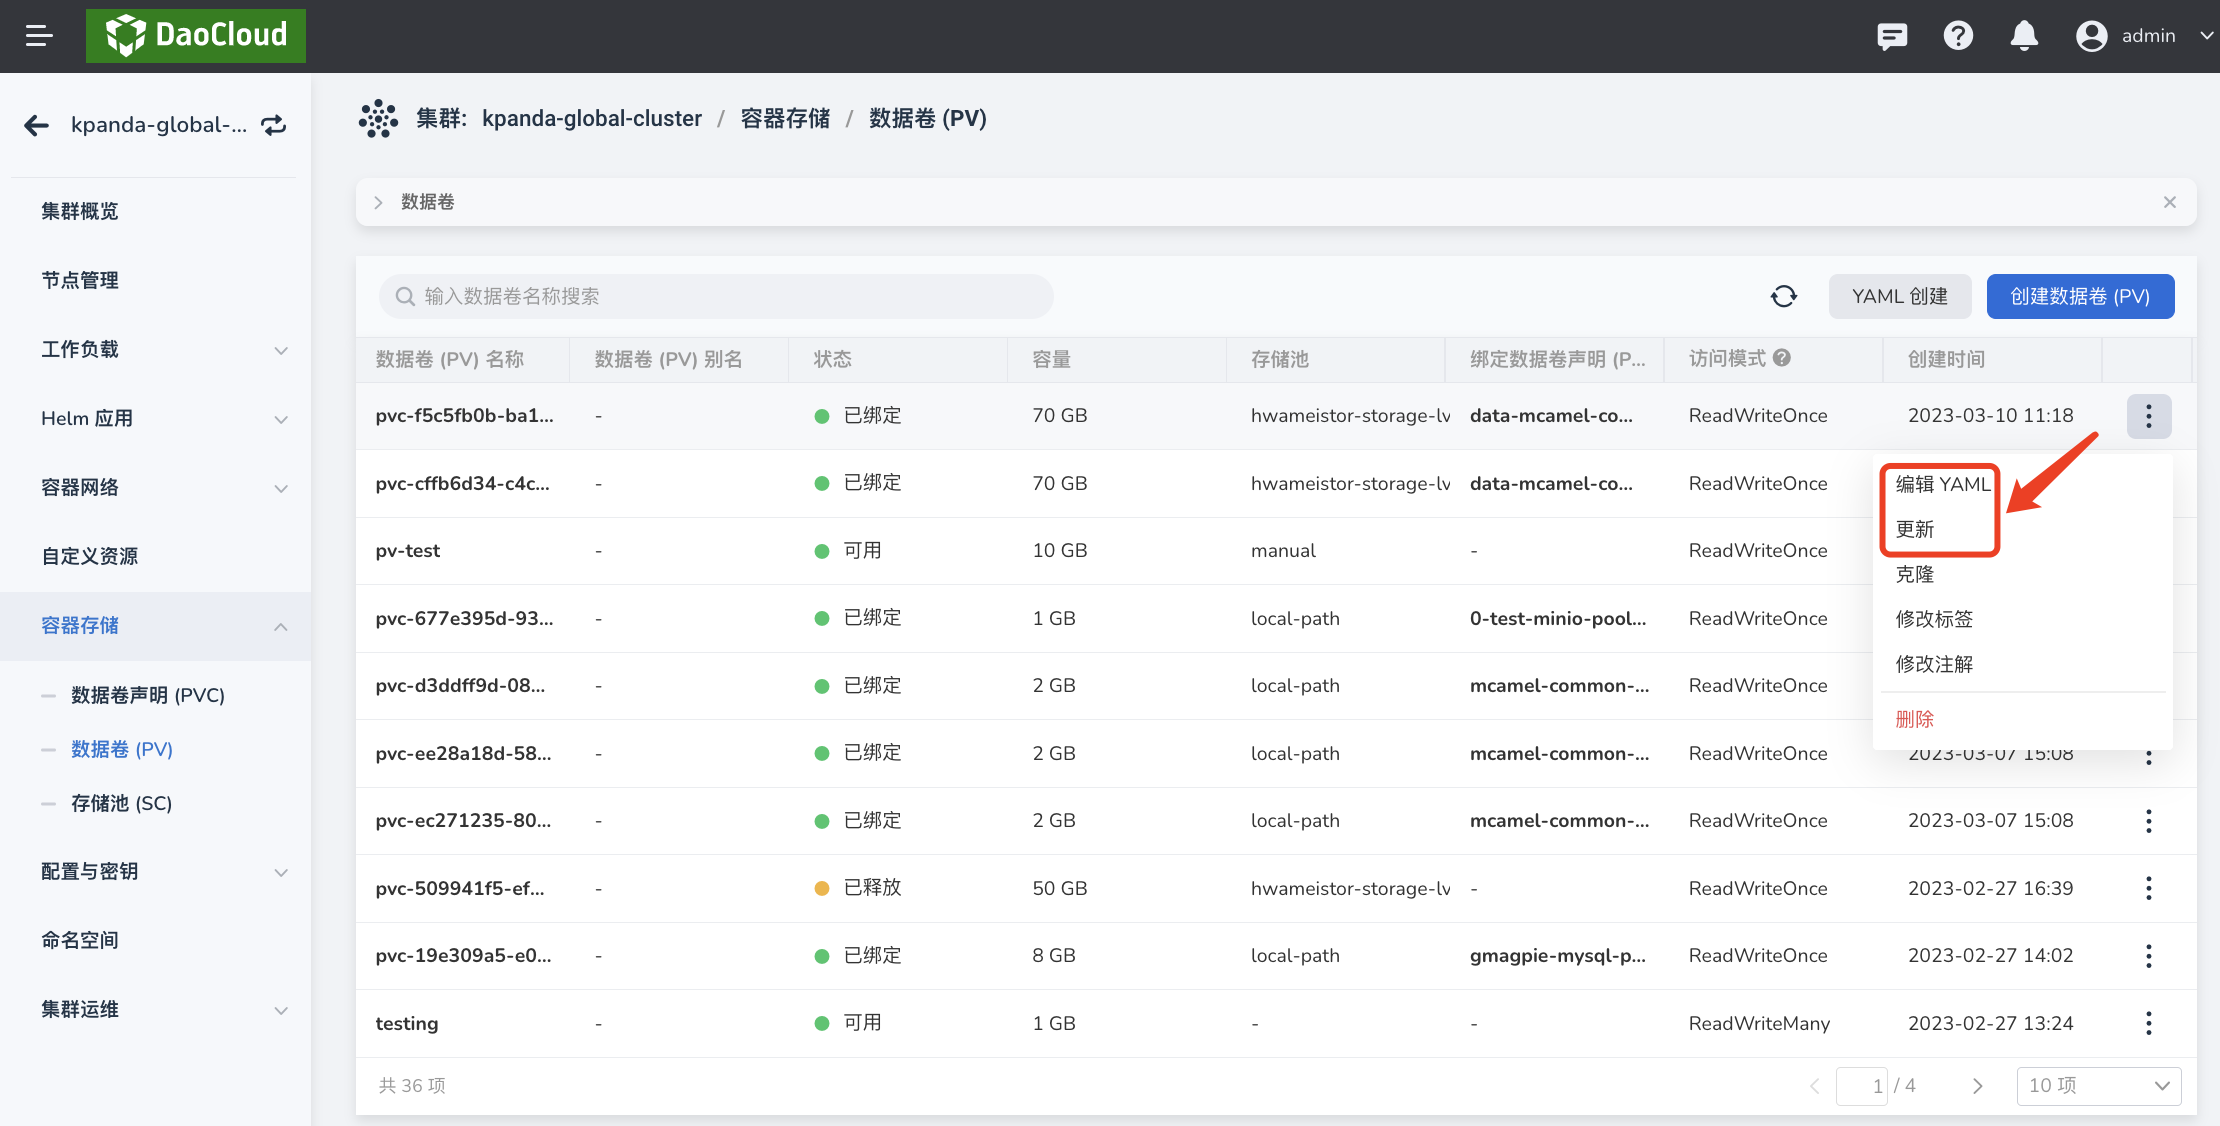 DaoCloud
admin
kpanda-global-...
集群概览
节点管理
工作负载
Helm 应用
容器网络
自定义资源
容器存储
数据卷声明 (PVC)
数据卷 (PV)
存储池 (SC)
配置与密钥
命名空间
集群运维
集群: kpanda-global-cluster / 容器存储 / 数据卷 (PV)
数据卷
输入数据卷名称搜索
YAML 创建
创建数据卷 (PV)
数据卷 (PV) 名称 数据卷 (PV) 别名 状态 容量 存储池 绑定数据卷声明 (P... 访问模式 创建时间
pvc-f5c5fb0b-ba1... - 已绑定 70 GB hwameistor-storage-lv data-mcamel-co... ReadWriteOnce 2023-03-10 11:18
pvc-cffb6d34-c4c... - 已绑定 70 GB hwameistor-storage-lv data-mcamel-co... ReadWriteOnce
pv-test - 可用 10 GB manual - ReadWriteOnce
pvc-677e395d-93... - 已绑定 1 GB local-path 0-test-minio-pool... ReadWriteOnce
pvc-d3ddff9d-08... - 已绑定 2 GB local-path mcamel-common-... ReadWriteOnce
pvc-ee28a18d-58... - 已绑定 2 GB local-path mcamel-common-... ReadWriteOnce 2023-03-07 15:08
pvc-ec271235-80... - 已绑定 2 GB local-path mcamel-common-... ReadWriteOnce 2023-03-07 15:08
pvc-509941f5-ef... - 已释放 50 GB hwameistor-storage-lv - ReadWriteOnce 2023-02-27 16:39
pvc-19e309a5-e0... - 已绑定 8 GB local-path gmagpie-mysql-p... ReadWriteOnce 2023-02-27 14:02
testing - 可用 1 GB - - ReadWriteMany 2023-02-27 13:24
编辑 YAML
更新
克隆
修改标签
修改注解
删除
共 36 项
1 / 4
10 项